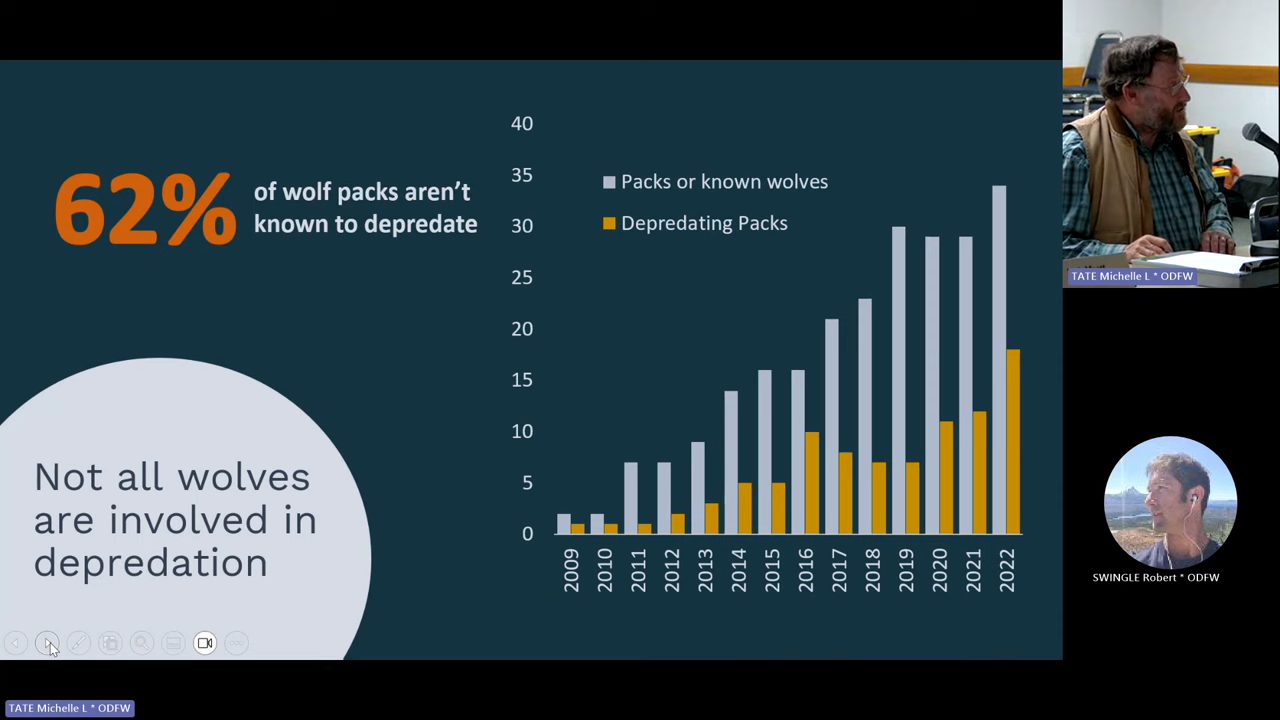 62%
of wolf packs aren't
known to depredate
Not all wolves
are involved in
depredation
40
35
30
25
20
15
10
5
0
Packs or known wolves
Depredating Packs
2009
2010
2011
2012
2013
2014
2015
2016
2017
2018
2019
2020
2021
2022
TATE Michelle L * ODFW
SWINGLE Robert * ODFW
TATE Michelle L * ODFW